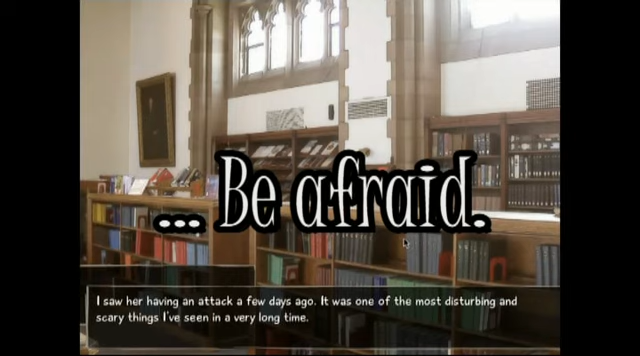 ... Be afraid.
I saw her having an attack a few days ago. It was one of the most disturbing and
scary things I've seen in a very long time.